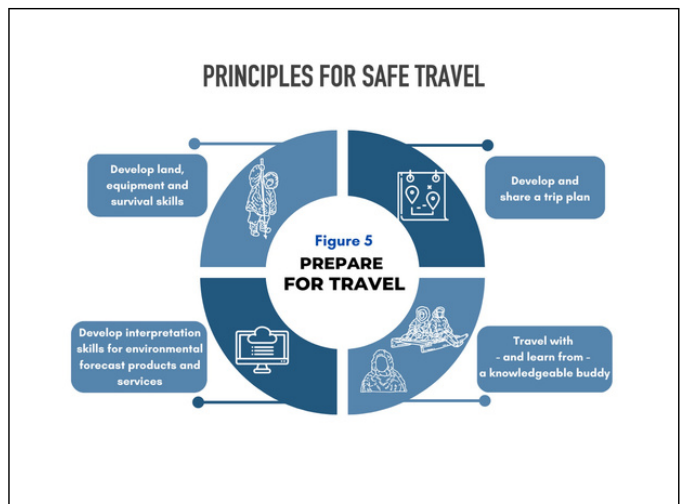 PRINCIPLES FOR SAFE TRAVEL
Develop land,
equipment and
survival skills
Develop and
share a trip plan
Figure 5
PREPARE
FOR TRAVEL
Develop interpretation
skills for environmental
forecast products and
services
Travel with
- and learn from -
a knowledgeable buddy